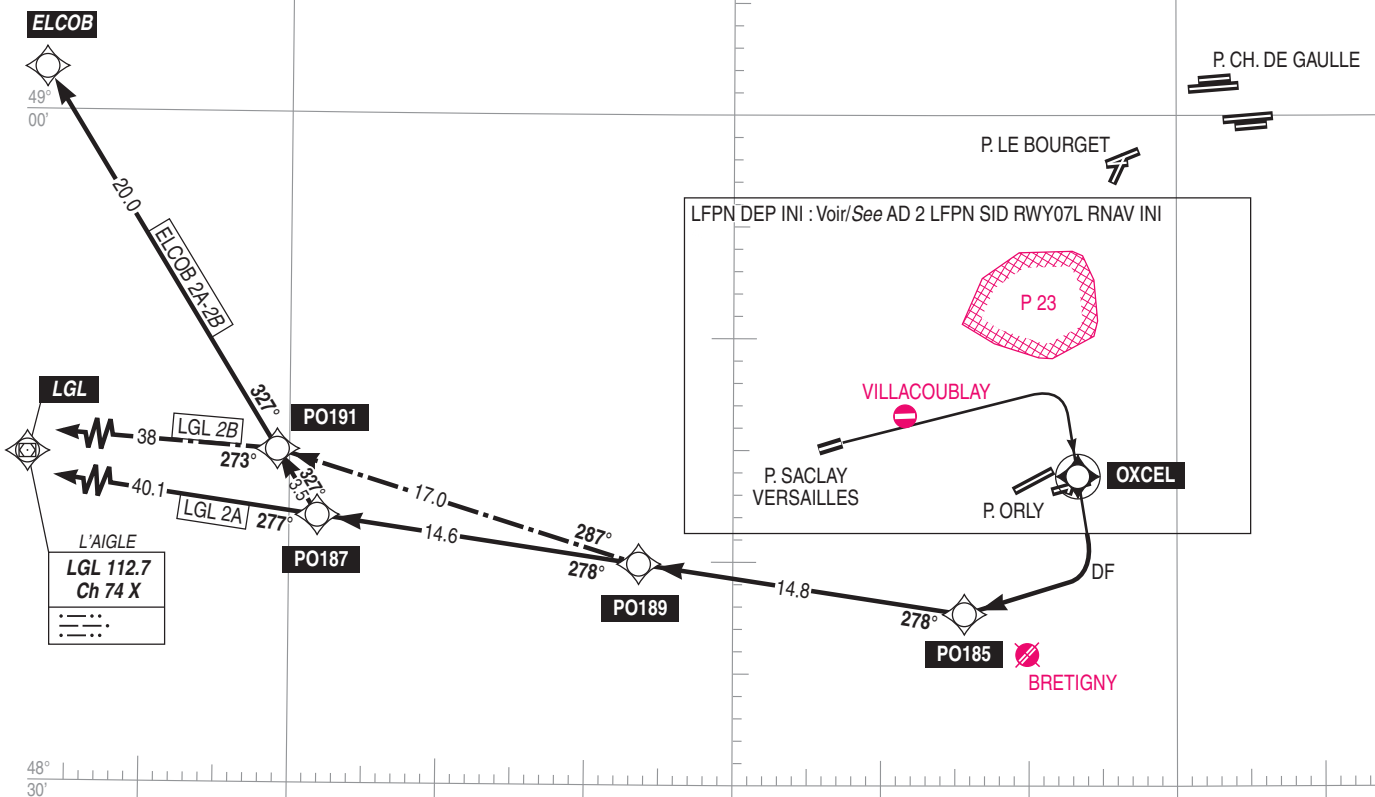 ELCOB
P. CH. DE GAULLE
49°
00'
P. LE BOURGET
20.0
LFPN DEP INI : Voir/See AD 2 LFPN SID RWY07L RNAV INI
ELCOB 2A-2B
P 23
LGL
327°
PO191
VILLACOUBLAY
38
LGL 2B
273°
P. SACLAY
VERSAILLES
OXCEL
40.1
LGL 2A
277°
327°
3.5
17.0
P. ORLY
PO187
14.6
287°
278°
L'AIGLE
LGL 112.7
Ch 74 X
PO189
14.8
DF
278°
PO185
BRETIGNY
48°
30'